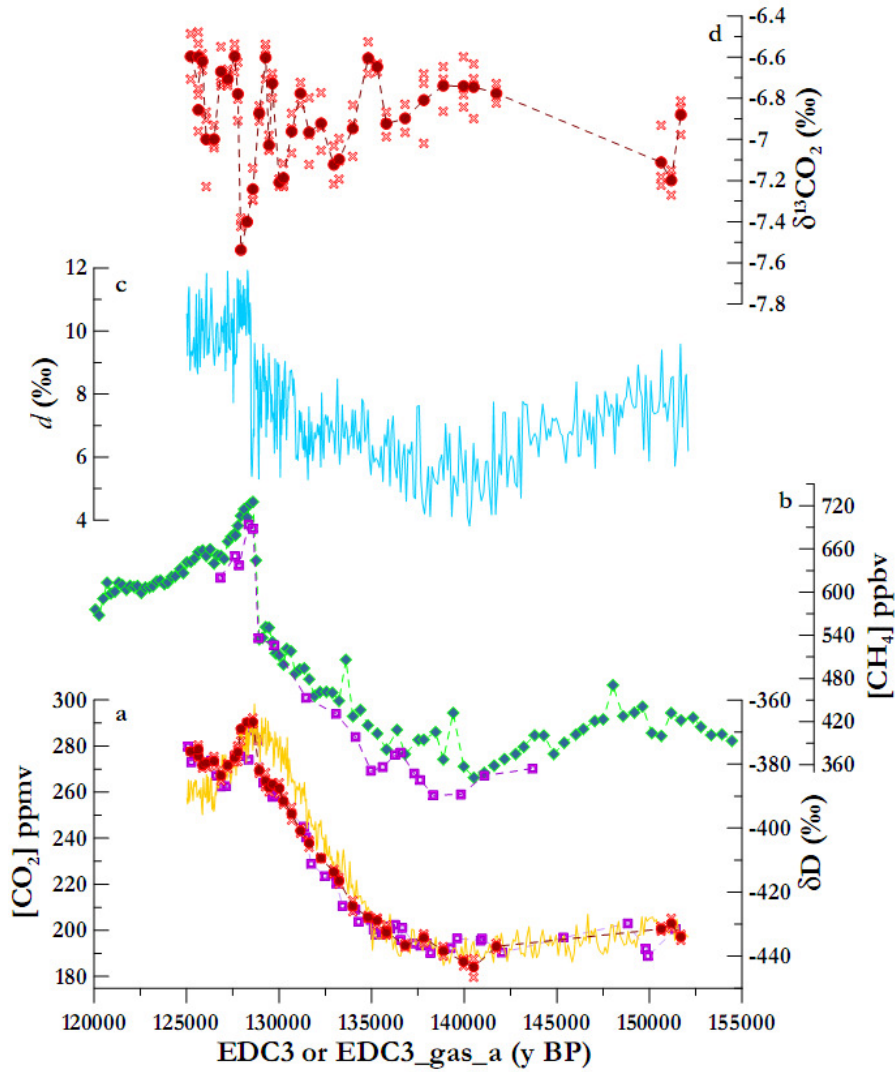 d
-6.4
-6.6
-6.8
-7
-7.2
-7.4
-7.6
-7.8
δ¹³CO₂ (‰)
c
12
10
8
6
4
d (‰)
b
720
660
600
540
480
420
360
[CH₄] ppbv
a
300
280
260
240
220
200
180
[CO₂] ppmv
-360
-380
-400
-420
-440
δD (‰)
120000 125000 130000 135000 140000 145000 150000 155000
EDC3 or EDC3_gas_a (y BP)